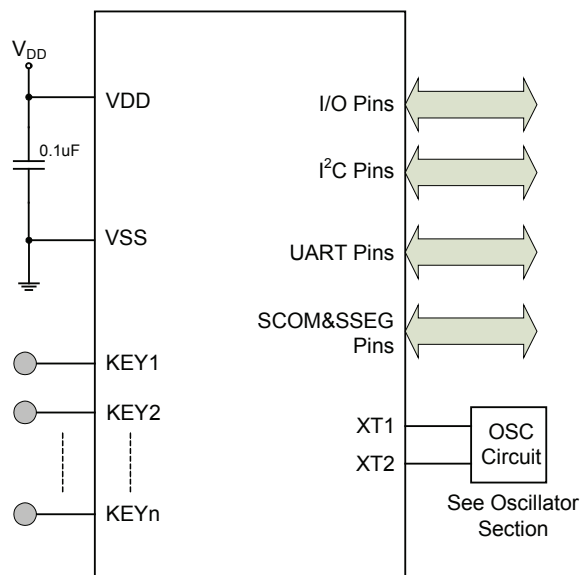 V_DD
VDD
0.1uF
VSS
KEY1
KEY2
KEYn
I/O Pins
I²C Pins
UART Pins
SCOM&SSEG
Pins
XT1
XT2
OSC
Circuit
See Oscillator
Section